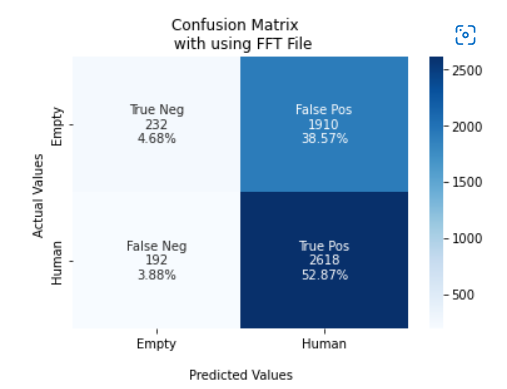 Confusion Matrix
with using FFT File
True Neg
232
4.68%
False Pos
1910
38.57%
False Neg
192
3.88%
True Pos
2618
52.87%
Empty
Human
Actual Values
Empty
Human
Predicted Values
2500
2000
1500
1000
500